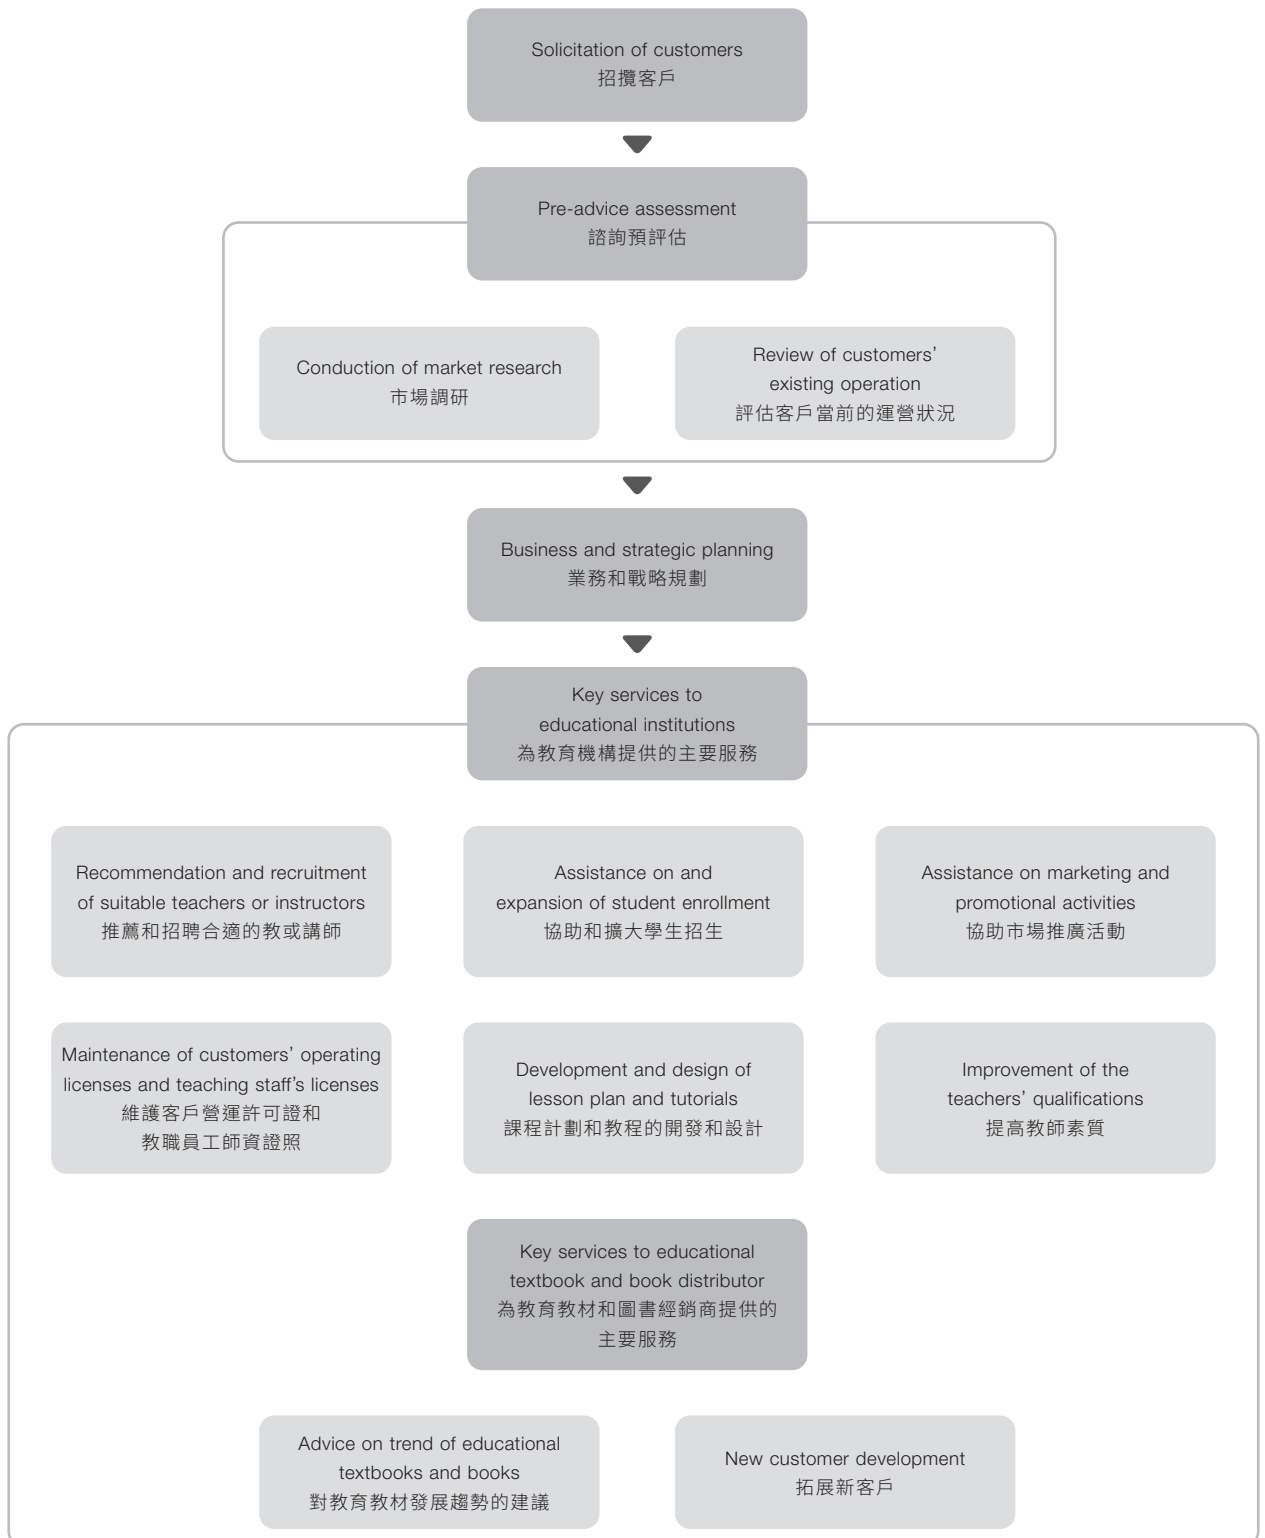 Solicitation of customers
招攬客戶
Pre-advice assessment
諮詢預評估
Conduction of market research
市場調研
Review of customers’
existing operation
評估客戶當前的運營狀況
Business and strategic planning
業務和戰略規劃
Key services to
educational institutions
為教育機構提供的主要服務
Recommendation and recruitment
of suitable teachers or instructors
推薦和招聘合適的教或講師
Assistance on and
expansion of student enrollment
協助和擴大學生招生
Assistance on marketing and
promotional activities
協助市場推廣活動
Maintenance of customers’ operating
licenses and teaching staff’s licenses
維護客戶營運許可證和
教職員工師資證照
Development and design of
lesson plan and tutorials
課程計劃和教程的開發和設計
Improvement of the
teachers’ qualifications
提高教師素質
Key services to educational
textbook and book distributor
為教育教材和圖書經銷商提供的
主要服務
Advice on trend of educational
textbooks and books
對教育教材發展趨勢的建議
New customer development
拓展新客戶